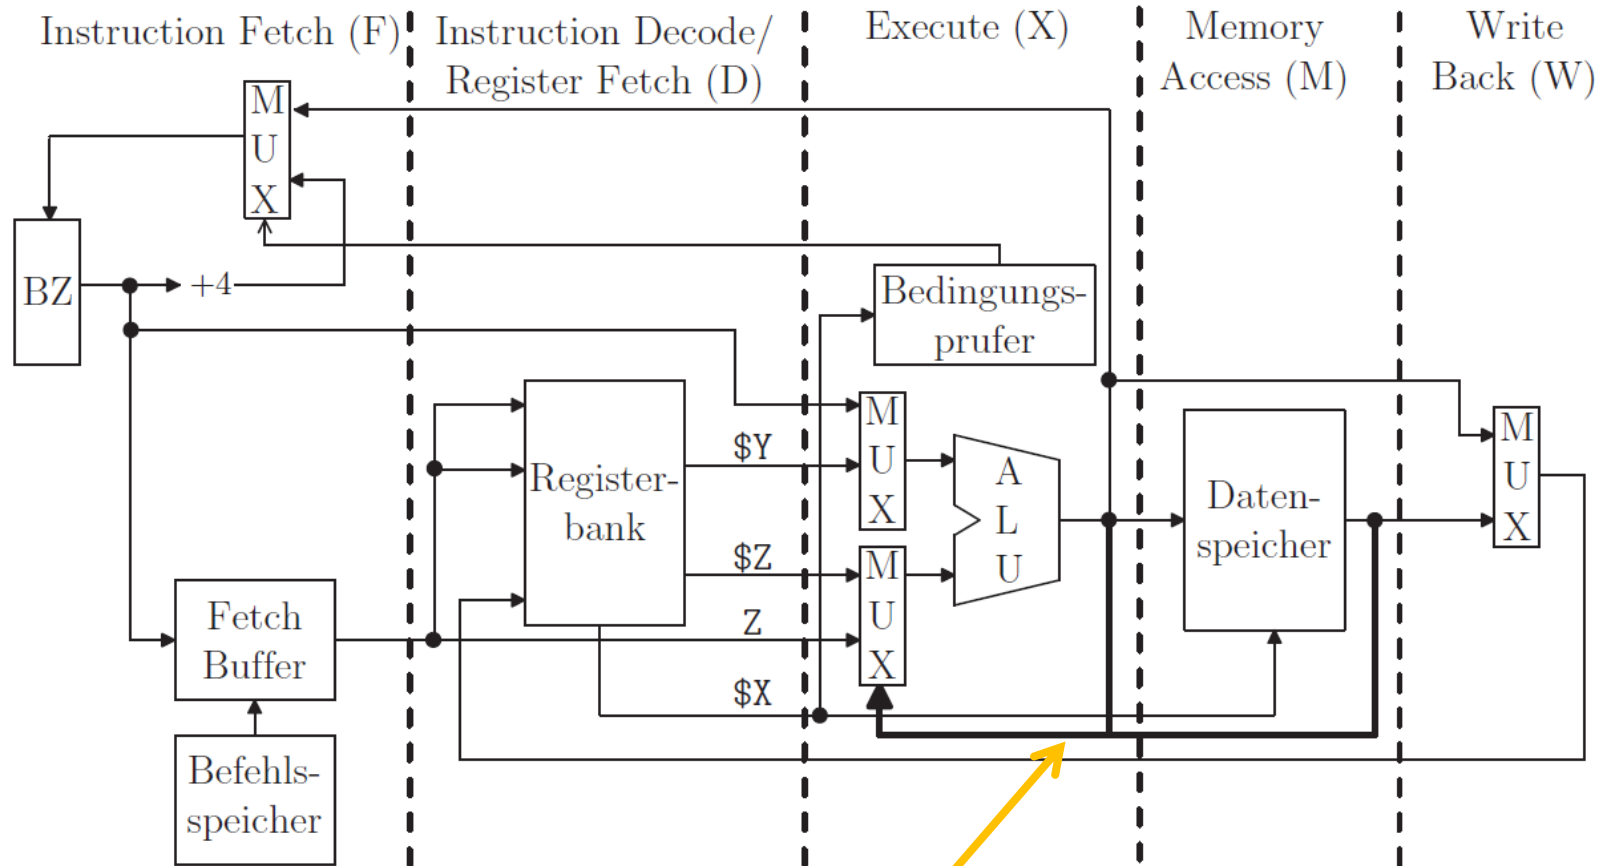 Instruction Fetch (F)
Instruction Decode/
Register Fetch (D)
Execute (X)
Memory
Access (M)
Write
Back (W)
M
U
X
BZ
+4
Bedingungs-
prufer
M
U
X
$Y
Register-
bank
A
L
U
Daten-
speicher
M
U
X
$Z
M
U
X
Z
Fetch
Buffer
$X
Befehls-
speicher